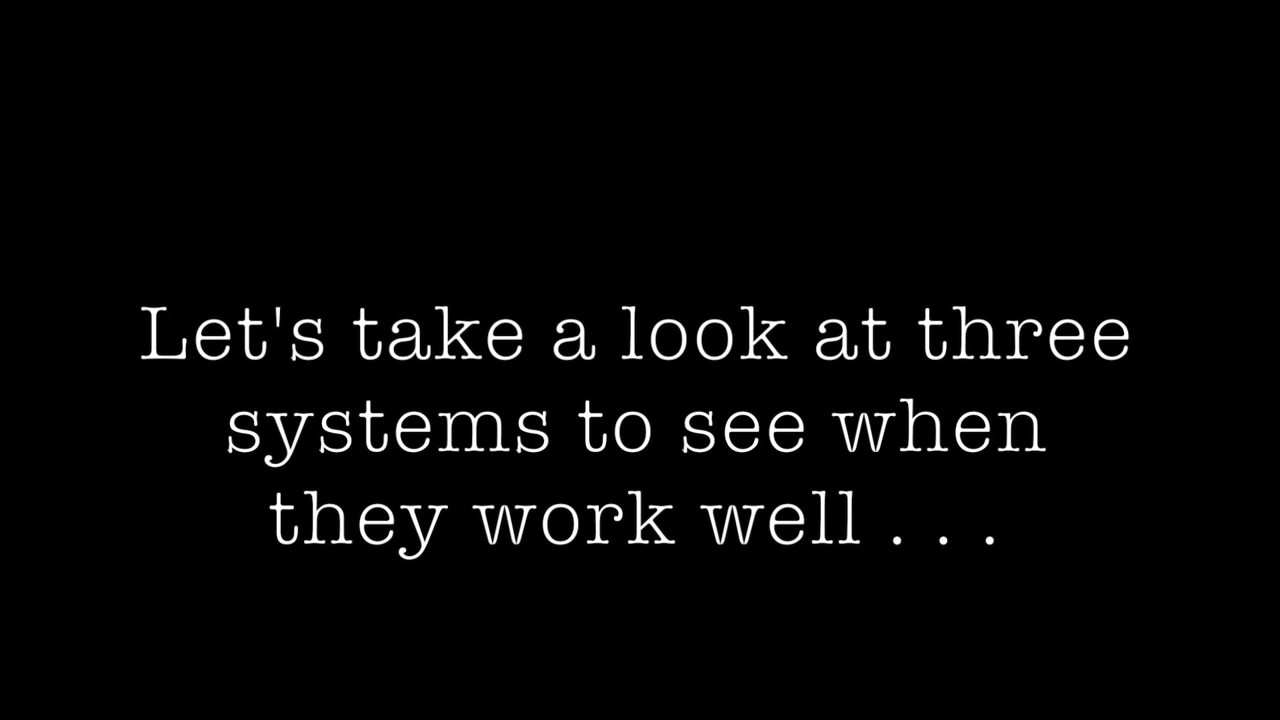 Let's take a look at three
systems to see when
they work well . . .